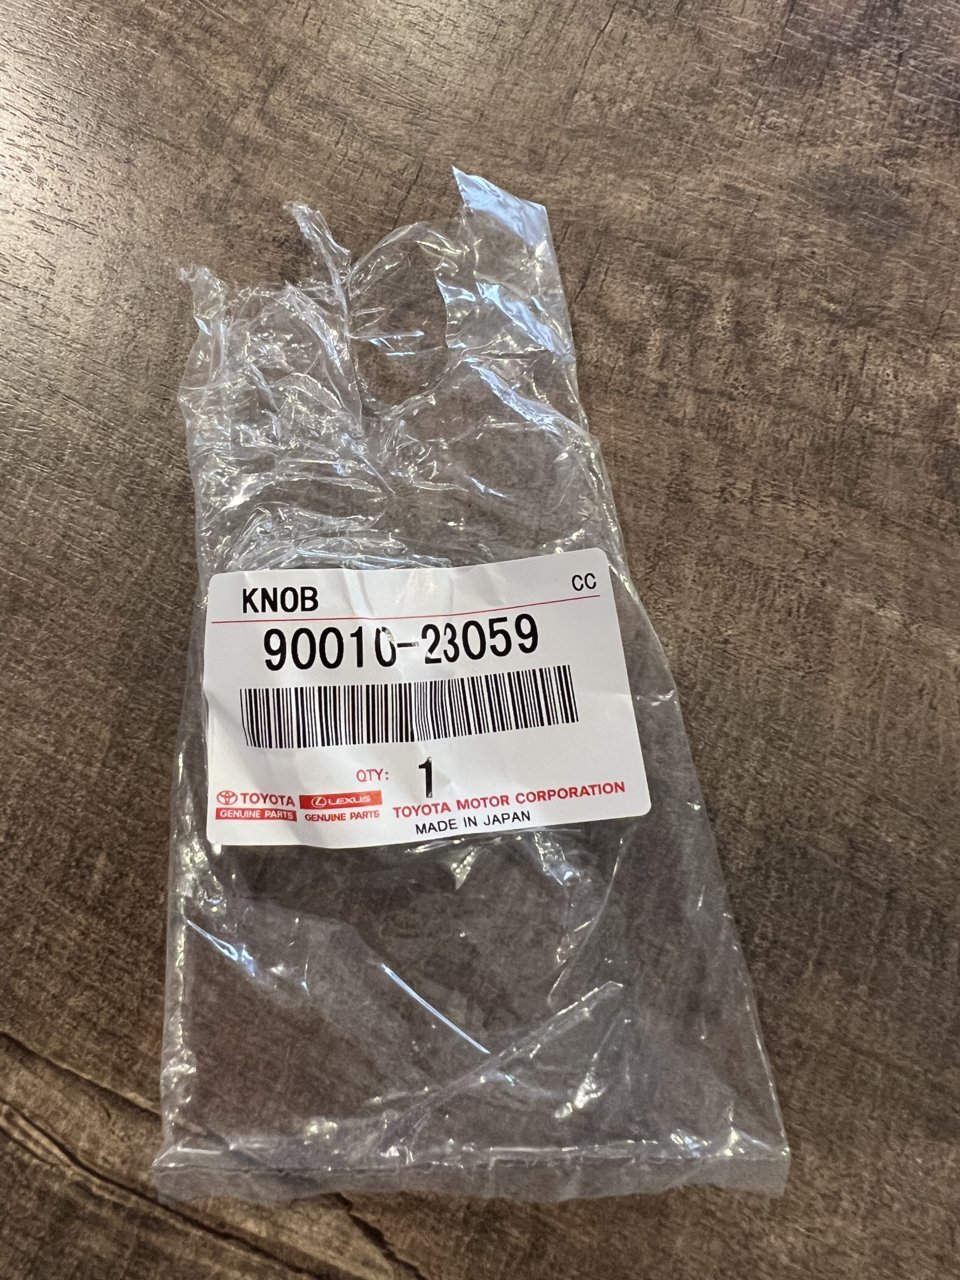 KNOB CC
90010-23059
QTY: 1
TOYOTA LEXUS TOYOTA MOTOR CORPORATION
GENUINE PARTS GENUINE PARTS MADE IN JAPAN